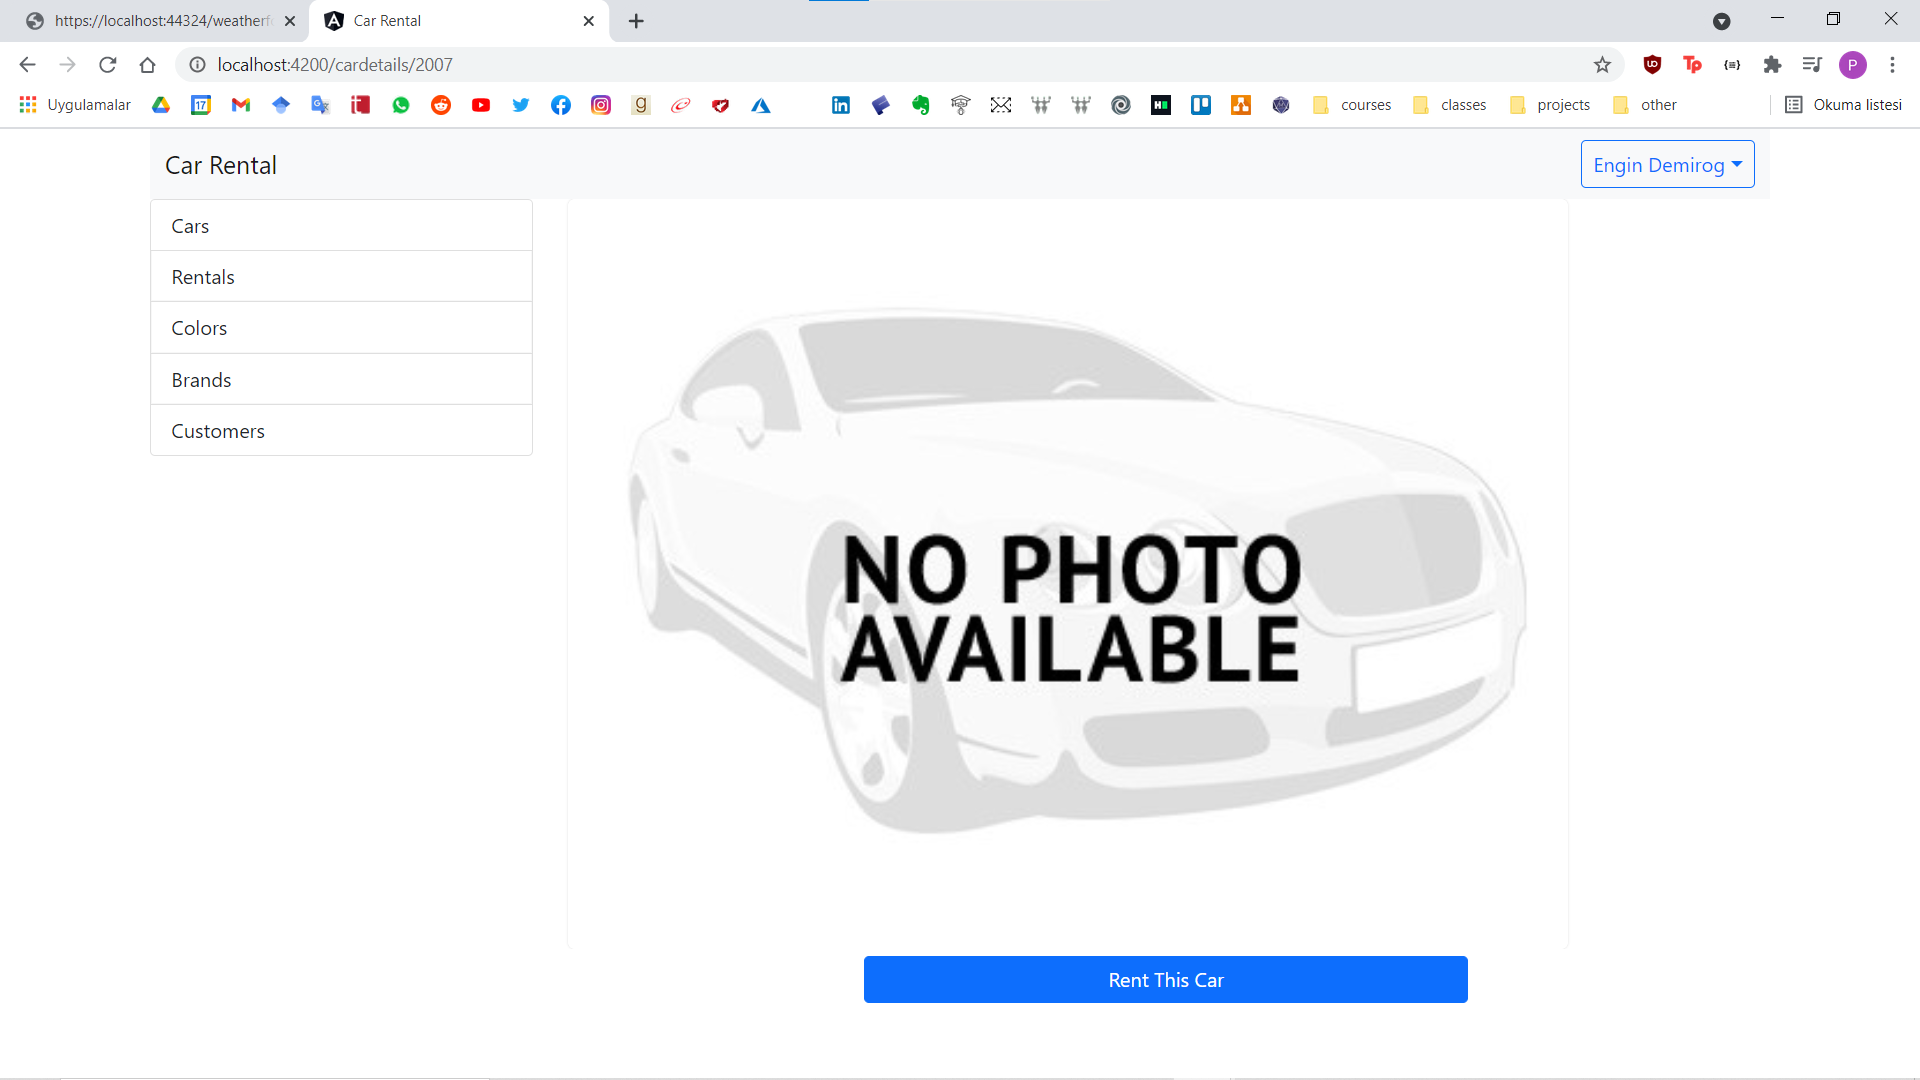 https://localhost:44324/weatherf
Car Rental
localhost:4200/cardetails/2007
P
Uygulamalar
courses
classes
projects
other
Okuma listesi
Car Rental
Engin Demirog
Cars
Rentals
Colors
Brands
Customers
NO PHOTO
AVAILABLE
Rent This Car